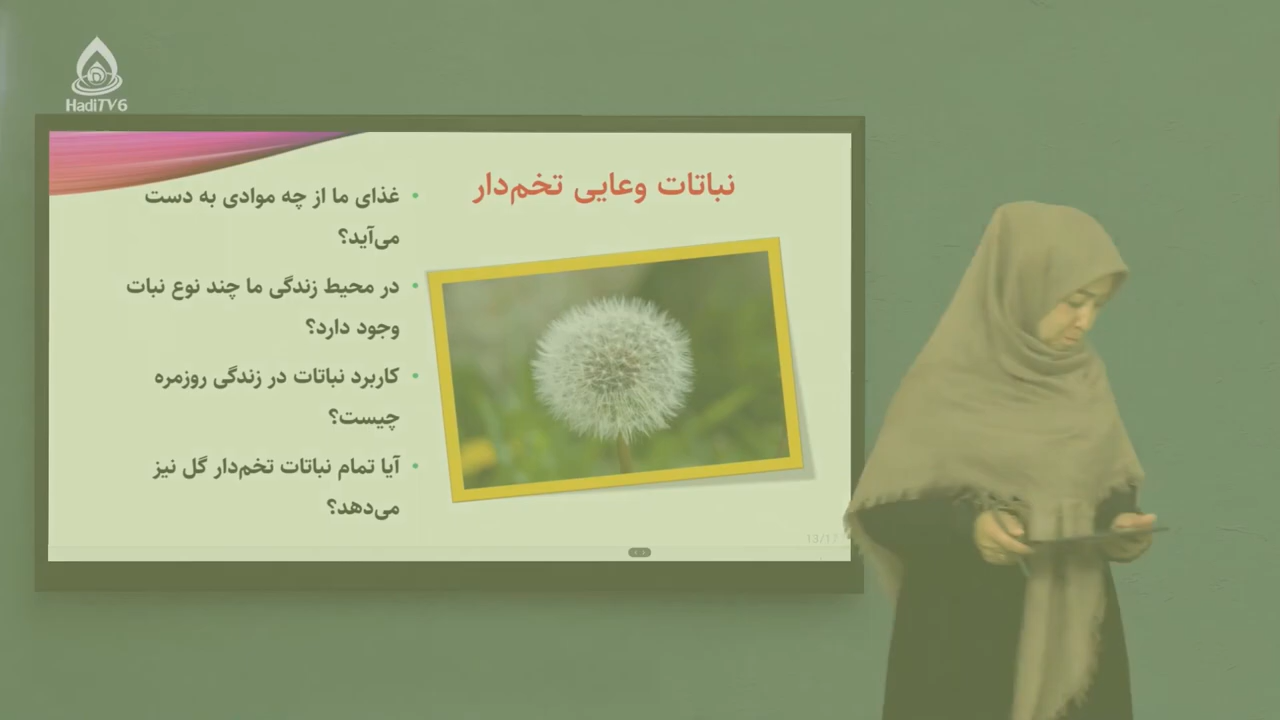 HadiTV6
نباتات وعایی تخم‌دار
• غذای ما از چه موادی به دست
می‌آید؟
• در محیط زندگی ما چند نوع نبات
وجود دارد؟
• کاربرد نباتات در زندگی روزمره
چیست؟
• آیا تمام نباتات تخم‌دار گل نیز
می‌دهد؟
13/17